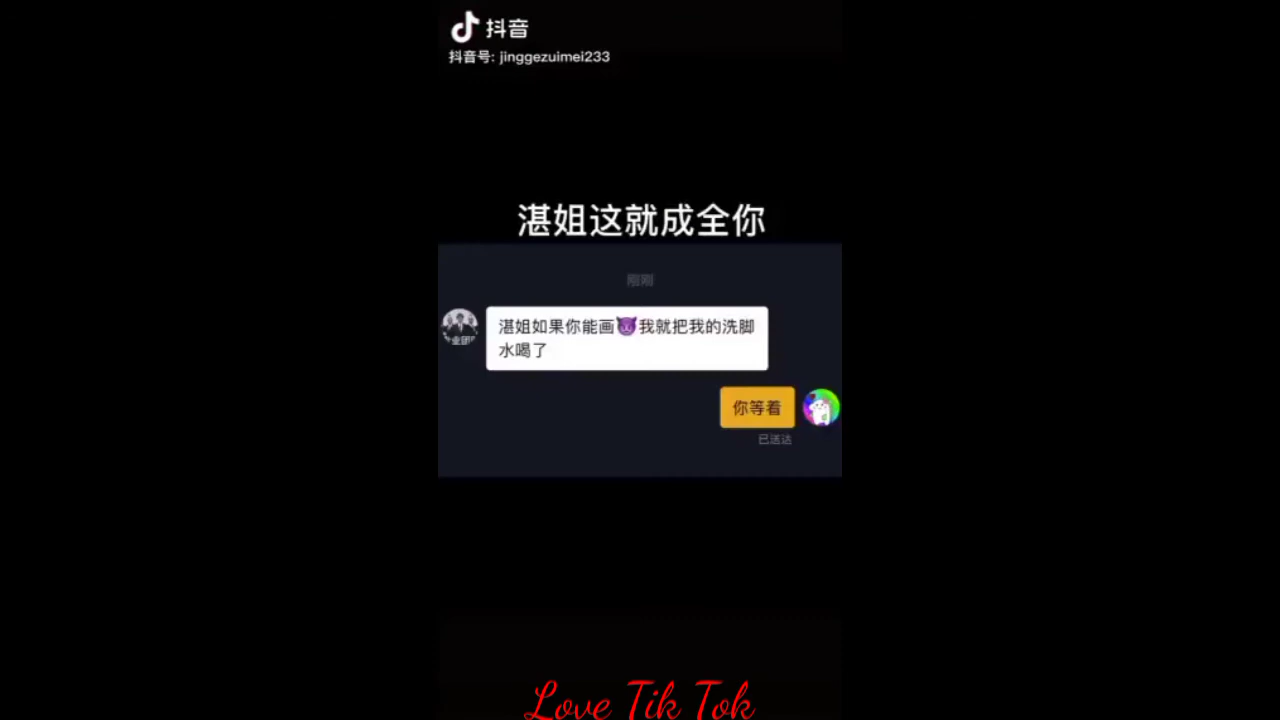 抖音
抖音号: jinggezuimei233
湛姐这就成全你
刚刚
湛姐如果你能画😈我就把我的洗脚
水喝了
你等着
已送达
Love Tik Tok